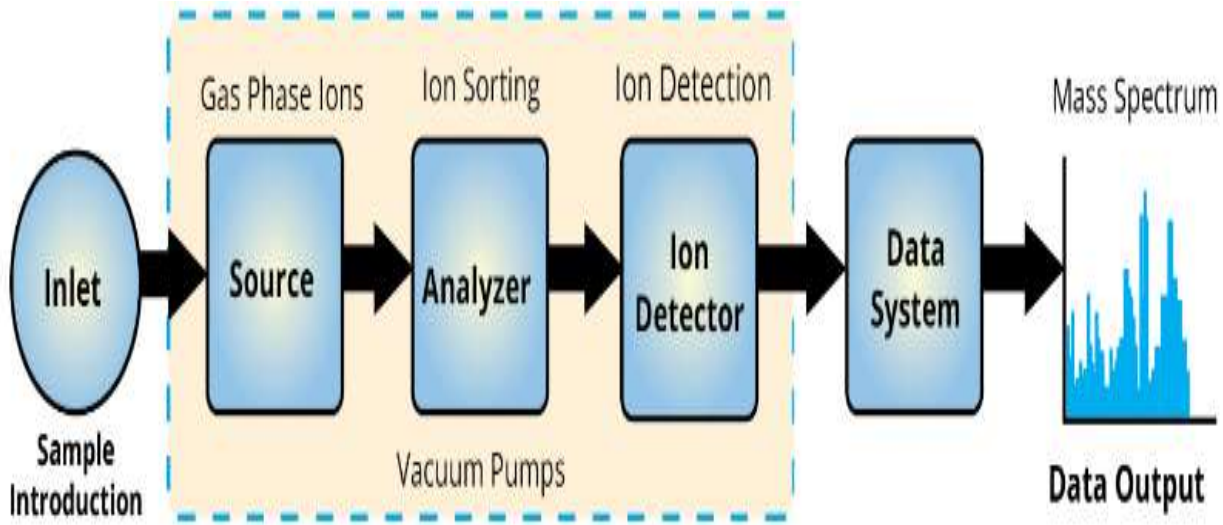 Gas Phase Ions
Ion Sorting
Ion Detection
Mass Spectrum
Inlet
Source
Analyzer
Ion
Detector
Data
System
Sample
Introduction
Vacuum Pumps
Data Output